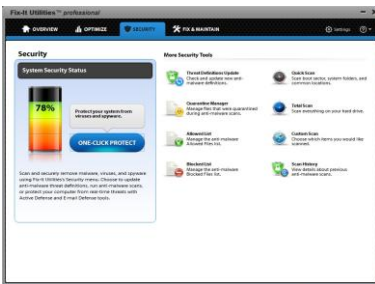 Fix-It Utilities™ professional
OVERVIEW
OPTIMIZE
SECURITY
FIX & MAINTAIN
Settings
Security
System Security Status
78%
Protect your system from
viruses and spyware.
ONE-CLICK PROTECT
Scan and securely remove malware, viruses, and spyware
using Fix-It Utilities's Security menu. Choose to update
anti-malware threat definitions, run anti-malware scans,
or protect your computer from real-time threats with
Active Defense and E-mail Defense tools.
More Security Tools
Threat Definitions Update
Check and update new anti-
malware definitions.
Quick Scan
Scan boot sector, system folders, and
common locations.
Quarantine Manager
Manage files that were quarantined
during anti-malware scans.
Total Scan
Scan everything on your hard drive.
Allowed List
Manage the anti-malware
Allowed Files list.
Custom Scan
Choose which items you would like
scanned.
Blocked List
Manage the anti-malware
Blocked Files list.
Scan History
View details about previous
anti-malware scans.